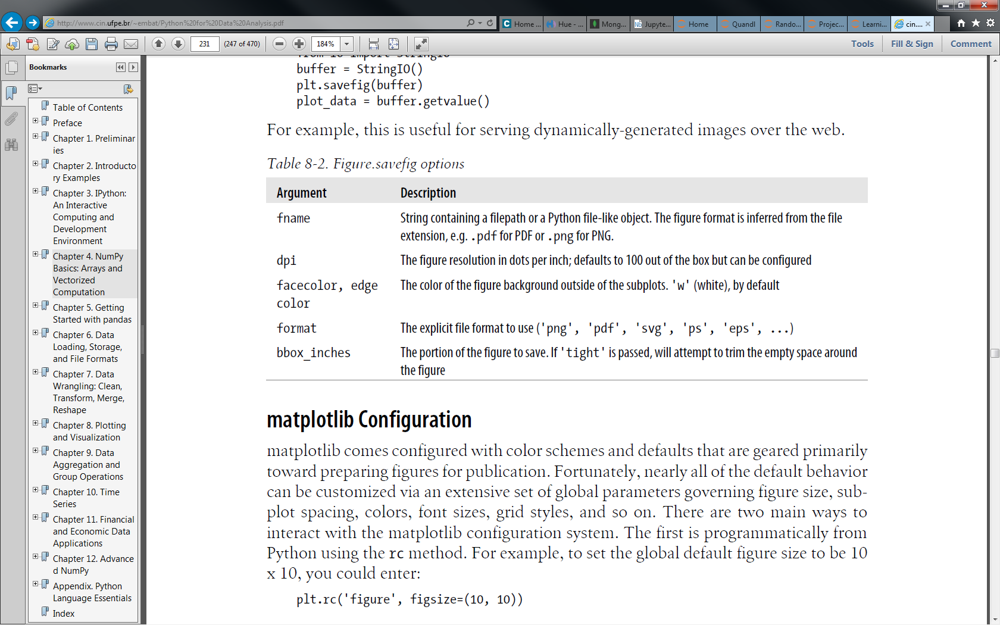 http://www.cin.ufpe.br/~embat/Python%20for%20Data%20Analysis.pdf
Home ...
Hue - ...
Mong...
Jupyte...
Home
Quandl
Rando...
Projec...
Learni...
cin....
231
(247 of 470)
184%
Tools
Fill & Sign
Comment
Bookmarks
Table of Contents
Preface
Chapter 1. Preliminar
ies
Chapter 2. Introducto
ry Examples
Chapter 3. IPython:
An Interactive
Computing and
Development
Environment
Chapter 4. NumPy
Basics: Arrays and
Vectorized
Computation
Chapter 5. Getting
Started with pandas
Chapter 6. Data
Loading, Storage,
and File Formats
Chapter 7. Data
Wrangling: Clean,
Transform, Merge,
Reshape
Chapter 8. Plotting
and Visualization
Chapter 9. Data
Aggregation and
Group Operations
Chapter 10. Time
Series
Chapter 11. Financial
and Economic Data
Applications
Chapter 12. Advance
d NumPy
Appendix. Python
Language Essentials
Index
from io import StringIO
buffer = StringIO()
plt.savefig(buffer)
plot_data = buffer.getvalue()
For example, this is useful for serving dynamically-generated images over the web.
Table 8-2. Figure.savefig options
Argument Description
fname String containing a filepath or a Python file-like object. The figure format is inferred from the file
extension, e.g. .pdf for PDF or .png for PNG.
dpi The figure resolution in dots per inch; defaults to 100 out of the box but can be configured
facecolor, edge The color of the figure background outside of the subplots. 'w' (white), by default
color
format The explicit file format to use ('png', 'pdf', 'svg', 'ps', 'eps', ...)
bbox_inches The portion of the figure to save. If 'tight' is passed, will attempt to trim the empty space around
the figure
matplotlib Configuration
matplotlib comes configured with color schemes and defaults that are geared primarily
toward preparing figures for publication. Fortunately, nearly all of the default behavior
can be customized via an extensive set of global parameters governing figure size, sub-
plot spacing, colors, font sizes, grid styles, and so on. There are two main ways to
interact with the matplotlib configuration system. The first is programmatically from
Python using the rc method. For example, to set the global default figure size to be 10
x 10, you could enter:
plt.rc('figure', figsize=(10, 10))